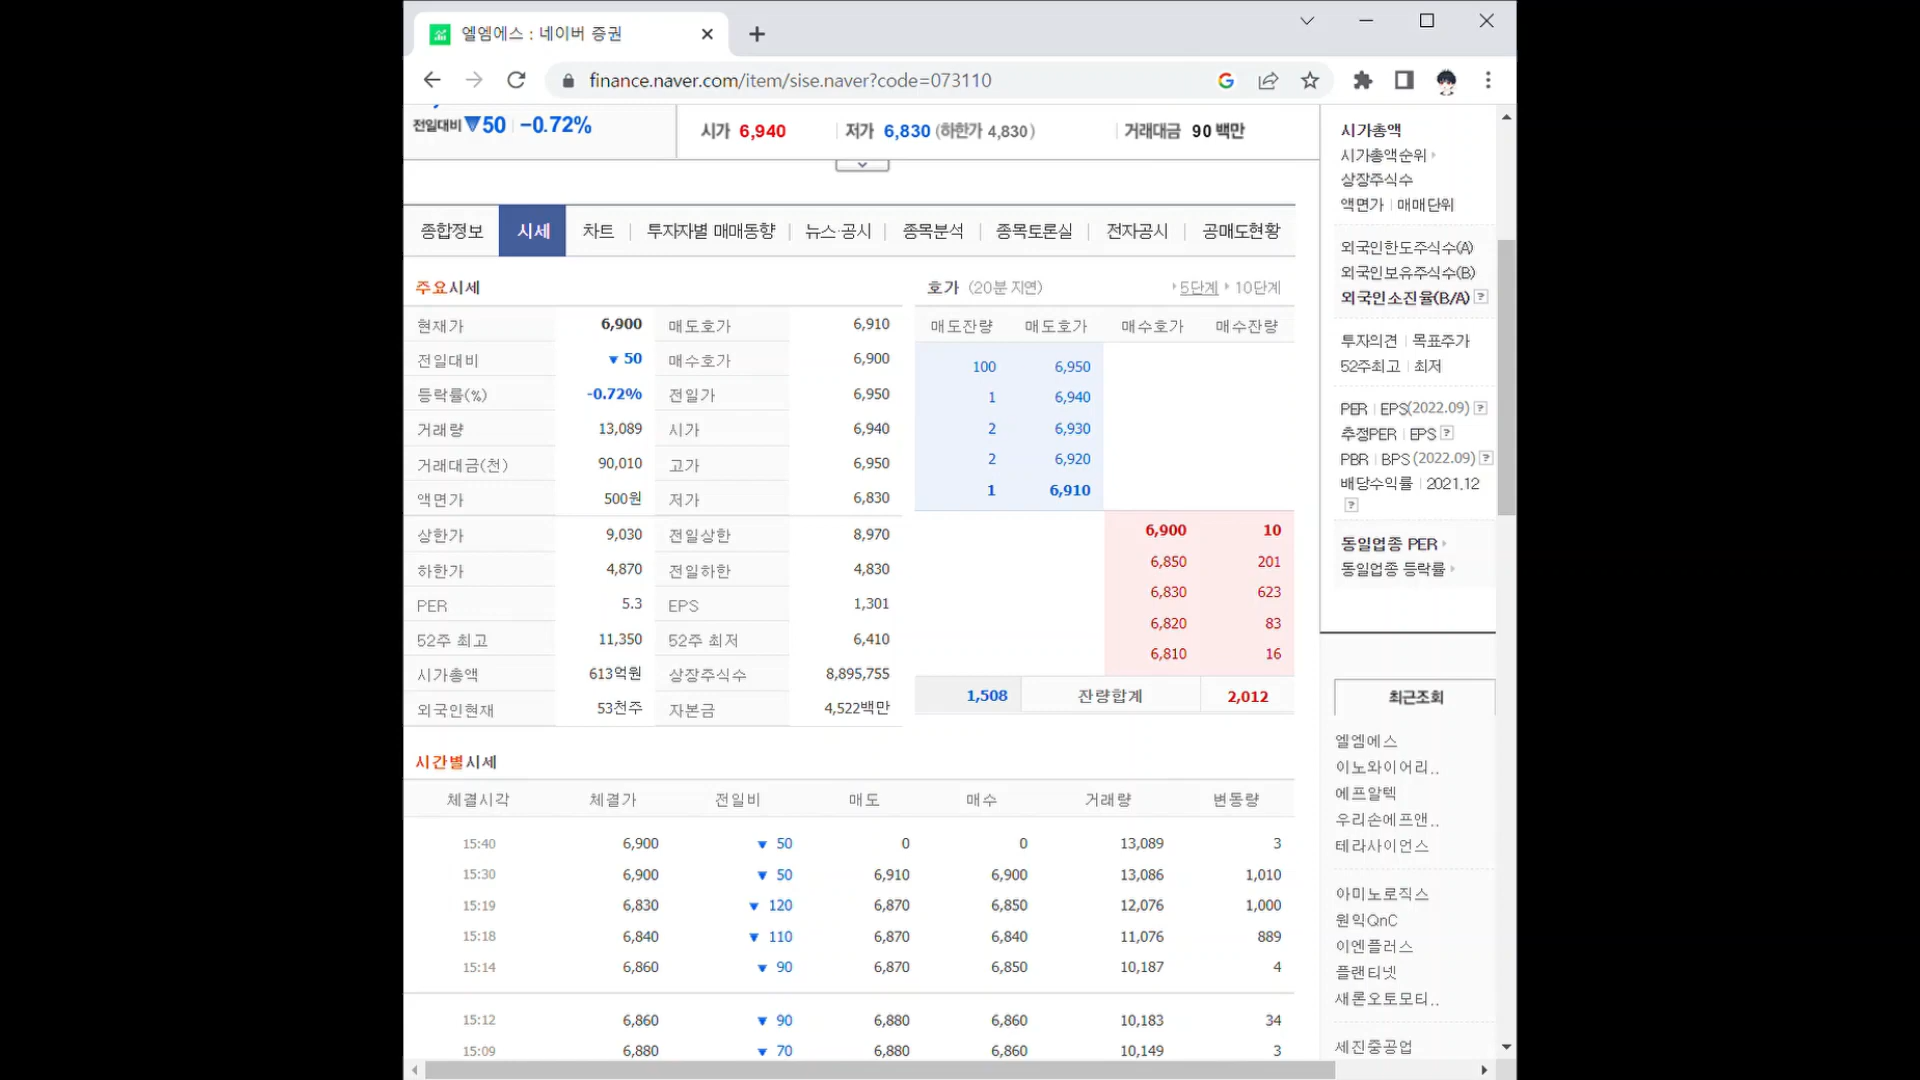 엘엠에스 : 네이버 증권
finance.naver.com/item/sise.naver?code=073110
전일대비 ▼50 | -0.72%
시가 6,940 | 저가 6,830 (하한가 4,830) | 거래대금 90 백만
종합정보 시세 차트 | 투자자별 매매동향 | 뉴스·공시 | 종목분석 | 종목토론실 | 전자공시 | 공매도현황
주요시세
현재가 6,900 매도호가 6,910
전일대비 ▼ 50 매수호가 6,900
등락률(%) -0.72% 전일가 6,950
거래량 13,089 시가 6,940
거래대금(천) 90,010 고가 6,950
액면가 500원 저가 6,830
상한가 9,030 전일상한 8,970
하한가 4,870 전일하한 4,830
PER 5.3 EPS 1,301
52주 최고 11,350 52주 최저 6,410
시가총액 613억원 상장주식수 8,895,755
외국인현재 53천주 자본금 4,522백만
호가 (20분 지연) 5단계 10단계
매도잔량 매도호가 매수호가 매수잔량
100 6,950
1 6,940
2 6,930
2 6,920
1 6,910
6,900 10
6,850 201
6,830 623
6,820 83
6,810 16
1,508 잔량합계 2,012
시간별시세
체결시각 체결가 전일비 매도 매수 거래량 변동량
15:40 6,900 ▼ 50 0 0 13,089 3
15:30 6,900 ▼ 50 6,910 6,900 13,086 1,010
15:19 6,830 ▼ 120 6,870 6,850 12,076 1,000
15:18 6,840 ▼ 110 6,870 6,840 11,076 889
15:14 6,860 ▼ 90 6,870 6,850 10,187 4
15:12 6,860 ▼ 90 6,880 6,860 10,183 34
15:09 6,880 ▼ 70 6,880 6,860 10,149 3
시가총액
시가총액순위
상장주식수
액면가 | 매매단위
외국인한도주식수(A)
외국인보유주식수(B)
외국인소진율(B/A) ?
투자의견 | 목표주가
52주최고 | 최저
PER | EPS(2022.09) ?
추정PER | EPS ?
PBR | BPS (2022.09) ?
배당수익률 | 2021.12
?
동일업종 PER
동일업종 등락률
최근조회
엘엠에스
이노와이어리..
에프알텍
우리손에프앤..
테라사이언스
아미노로직스
원익QnC
이엔플러스
플랜티넷
새론오토모티..
세진중공업